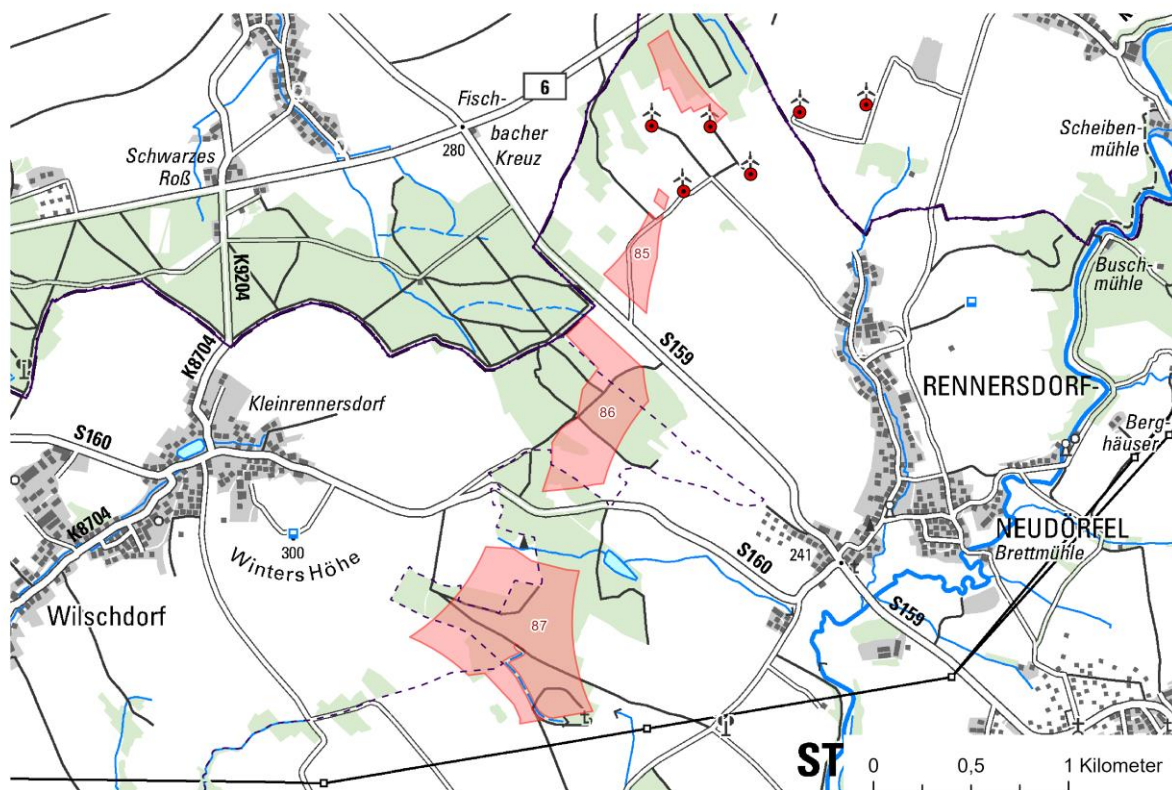 6
Fisch-
bacher
Kreuz
280
Schwarzes
Roß
Scheiben-
mühle
85
Busch-
mühle
K9204
K8704
S159
RENNERSDORF-
Kleinrennersdorf
86
Berg-
häuser
S160
K8704
300
Winters Höhe
NEUDÖRFEL
Brettmühle
241
S160
S159
Wilschdorf
87
ST
0 0,5 1 Kilometer